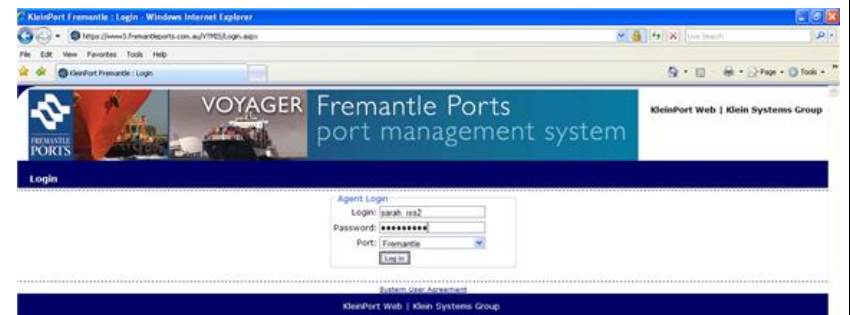 KleinPort Fremantle : Login - Windows Internet Explorer
https://www3.fremantleports.com.au/VTMIS/Login.aspx
Live Search
File Edit View Favorites Tools Help
KleinPort Fremantle : Login
Page Tools
FREMANTLE PORTS
VOYAGER
Fremantle Ports
port management system
KleinPort Web | Klein Systems Group
Login
Agent Login
Login: sarah_iss2
Password: •••••••••
Port: Fremantle
Log in
System User Agreement
KleinPort Web | Klein Systems Group